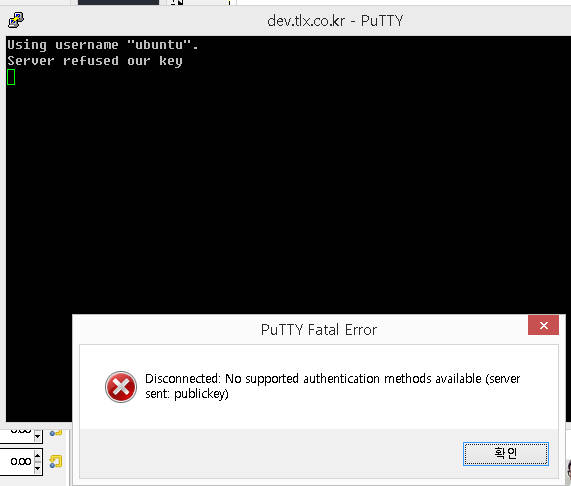 dev.tlx.co.kr - PuTTY
Using username "ubuntu".
Server refused our key
PuTTY Fatal Error
Disconnected: No supported authentication methods available (server
sent: publickey)
확인
0.00
0.00